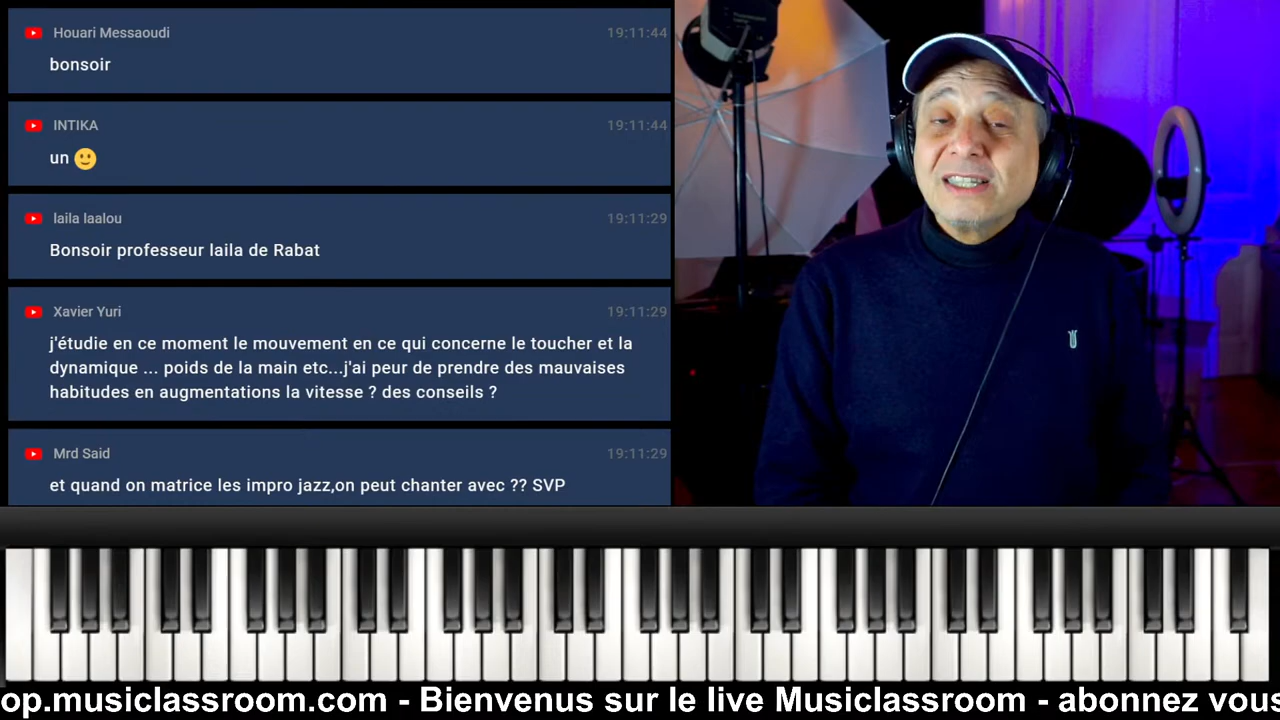 Houari Messaoudi 19:11:44
bonsoir
INTIKA 19:11:44
un 🙂
laila laalou 19:11:29
Bonsoir professeur laila de Rabat
Xavier Yuri 19:11:29
j'étudie en ce moment le mouvement en ce qui concerne le toucher et la
dynamique ... poids de la main etc...j'ai peur de prendre des mauvaises
habitudes en augmentations la vitesse ? des conseils ?
Mrd Said 19:11:29
et quand on matrice les impro jazz,on peut chanter avec ?? SVP
op.musiclassroom.com - Bienvenus sur le live Musiclassroom - abonnez vous